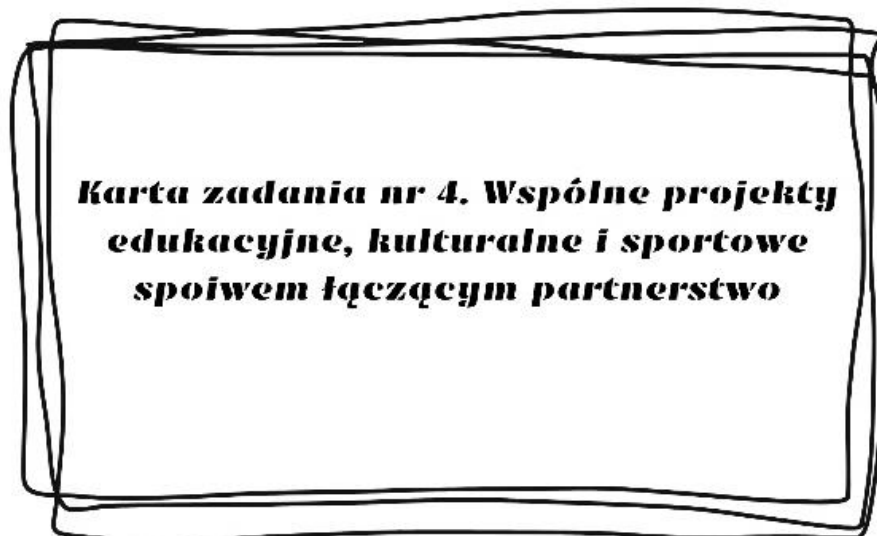 Karta zadania nr 4. Wspólne projekty
edukacyjne, kulturalne i sportowe
spoiwem łączącym partnerstwo